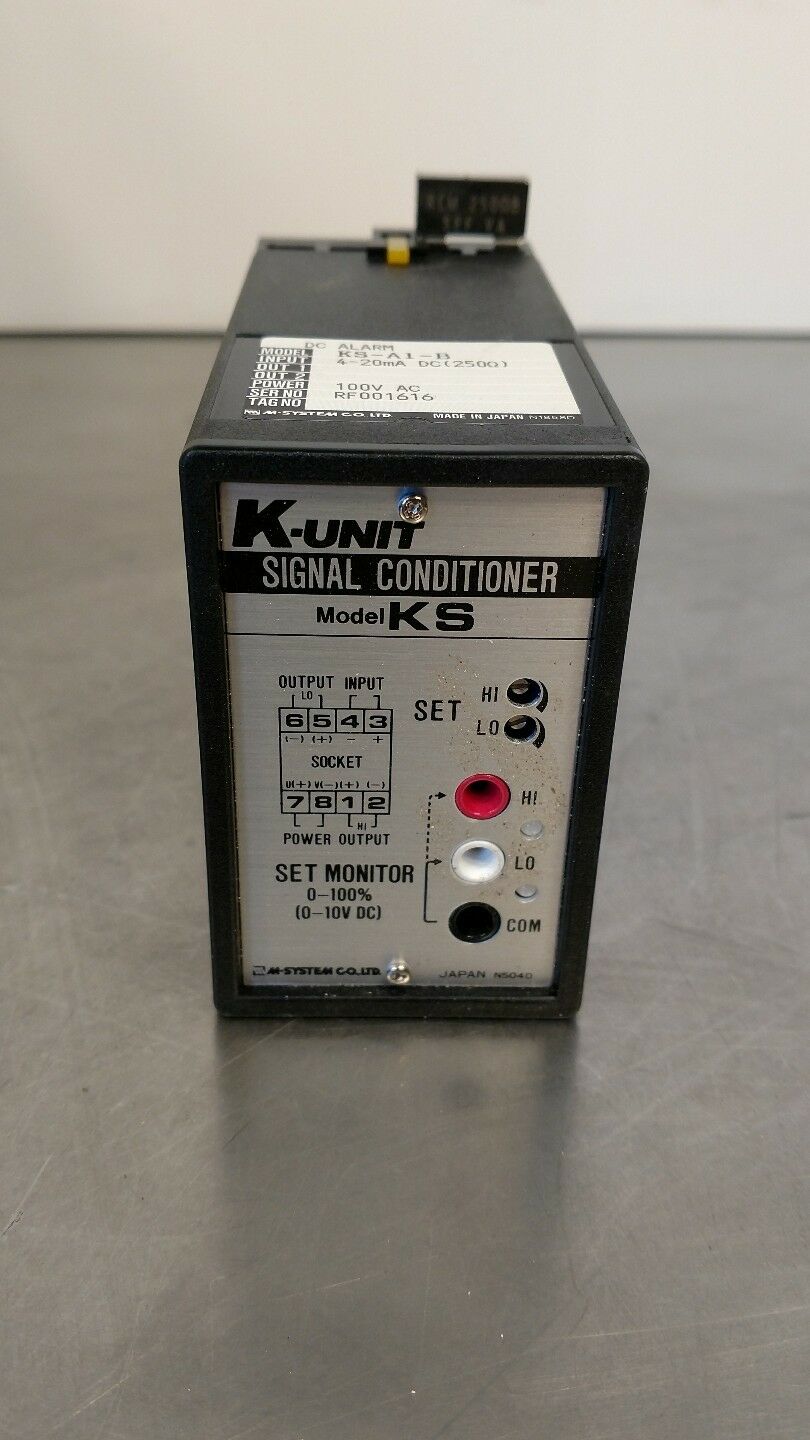 DC ALARM
MODEL KS-A1-B
INPUT 4-20mA DC(250Ω)
OUT 1
OUT 2
POWER 100V AC
SER NO RF001616
TAG NO
M-SYSTEM CO. LTD. MADE IN JAPAN
K-UNIT
SIGNAL CONDITIONER
Model KS
OUTPUT INPUT
LO
6 5 4 3
(-) (+) - +
SOCKET
U(+) V(-) (+) (-)
7 8 1 2
HI
POWER OUTPUT
SET HI
LO
HI
LO
COM
SET MONITOR
0-100%
(0-10V DC)
M-SYSTEM CO.,LTD. JAPAN N5040